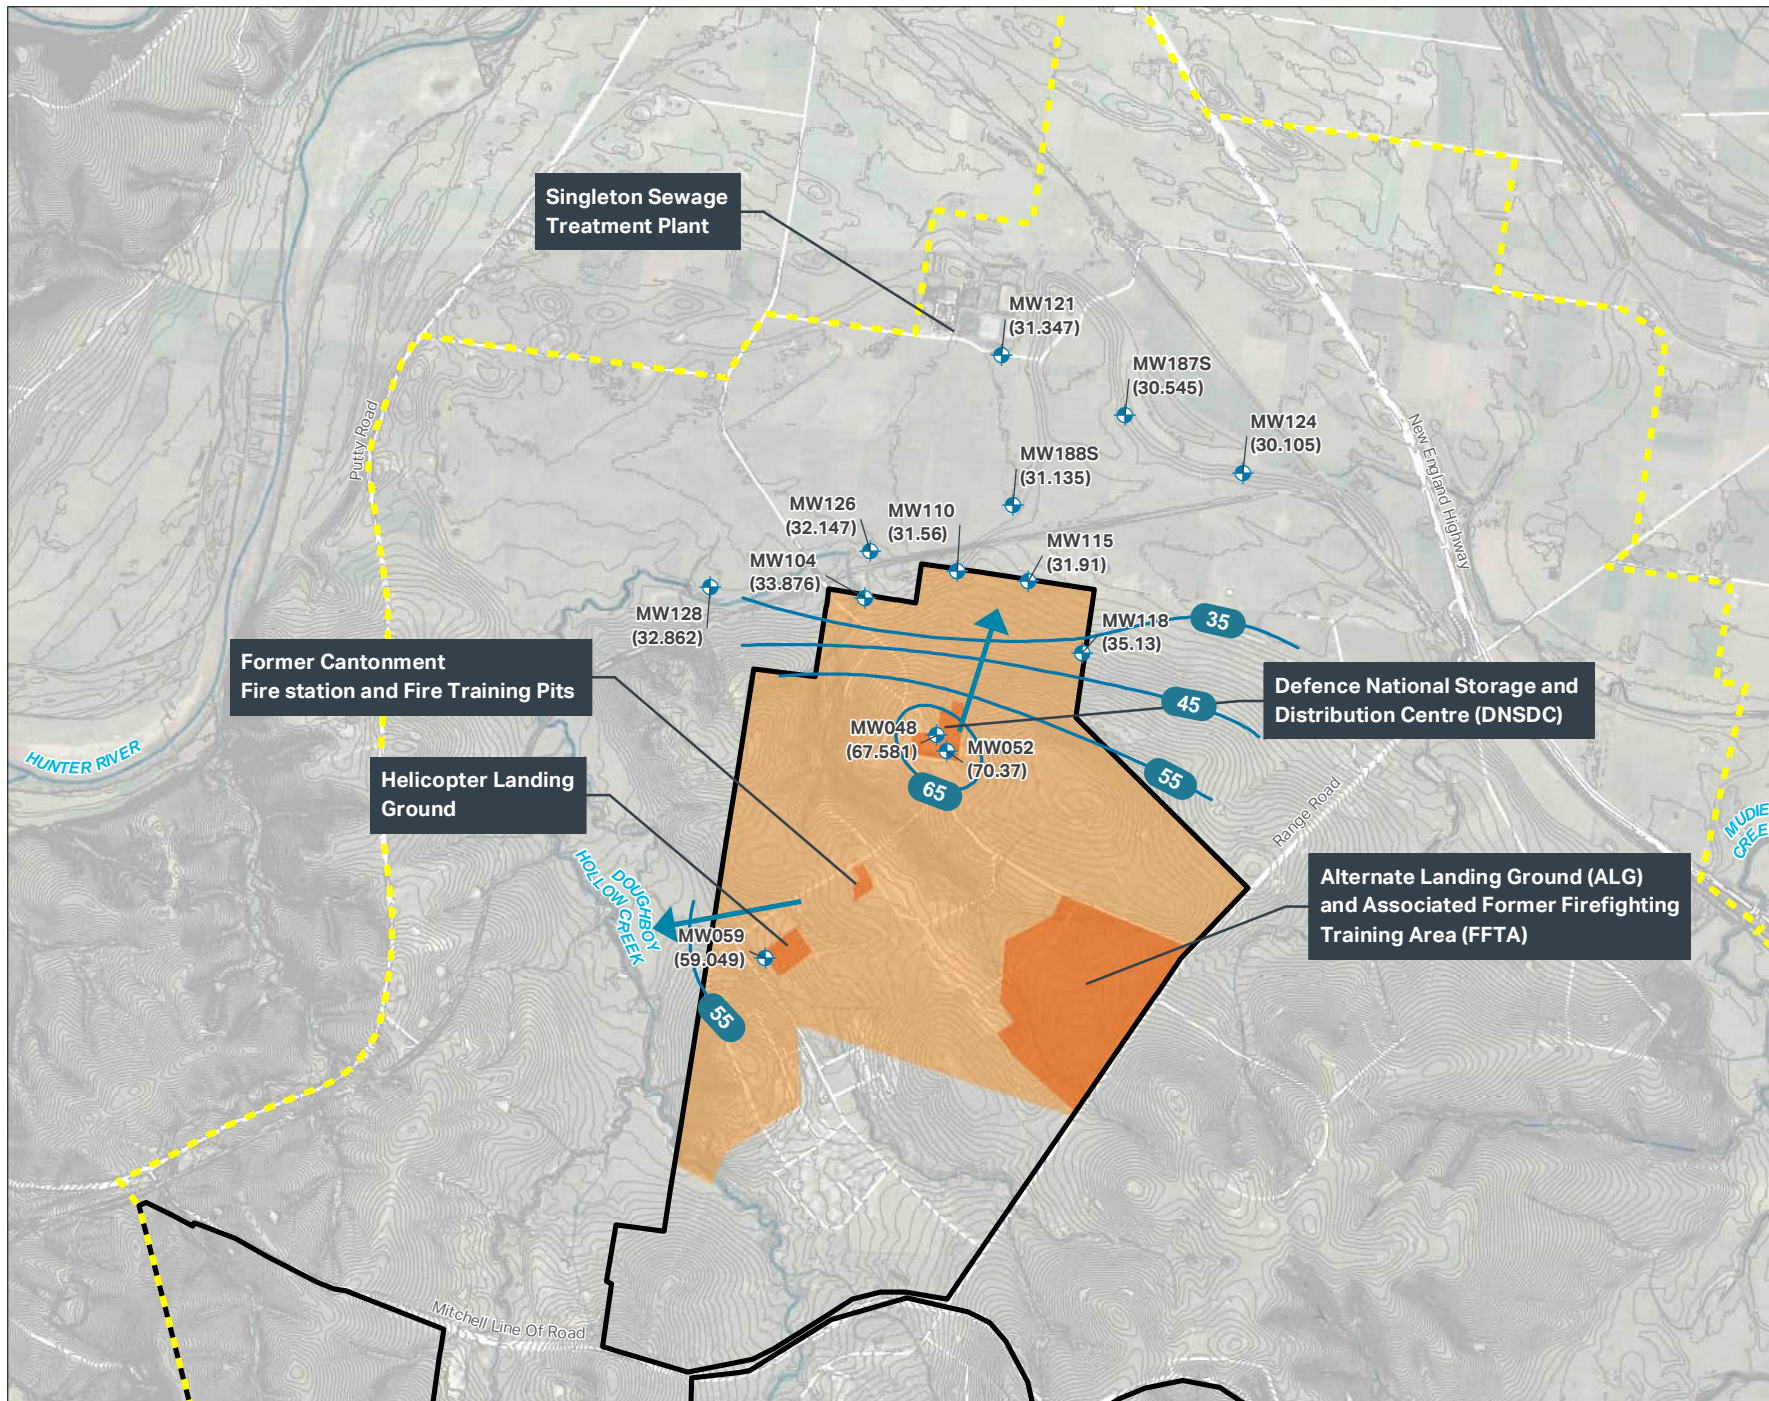 Singleton Sewage
Treatment Plant
MW121
(31.347)
MW187S
(30.545)
MW124
(30.105)
MW188S
(31.135)
MW126
(32.147)
MW110
(31.56)
MW115
(31.91)
MW104
(33.876)
MW128
(32.862)
MW118
(35.13)
35
45
55
65
Putty Road
New England Highway
Former Cantonment
Fire station and Fire Training Pits
Defence National Storage and
Distribution Centre (DNSDC)
MW048
(67.581)
MW052
(70.37)
HUNTER RIVER
Helicopter Landing
Ground
Range Road
MUDIE
CREE
DOUGHBOY
HOLLOW CREEK
MW059
(59.049)
55
Alternate Landing Ground (ALG)
and Associated Former Firefighting
Training Area (FFTA)
Mitchell Line Of Road